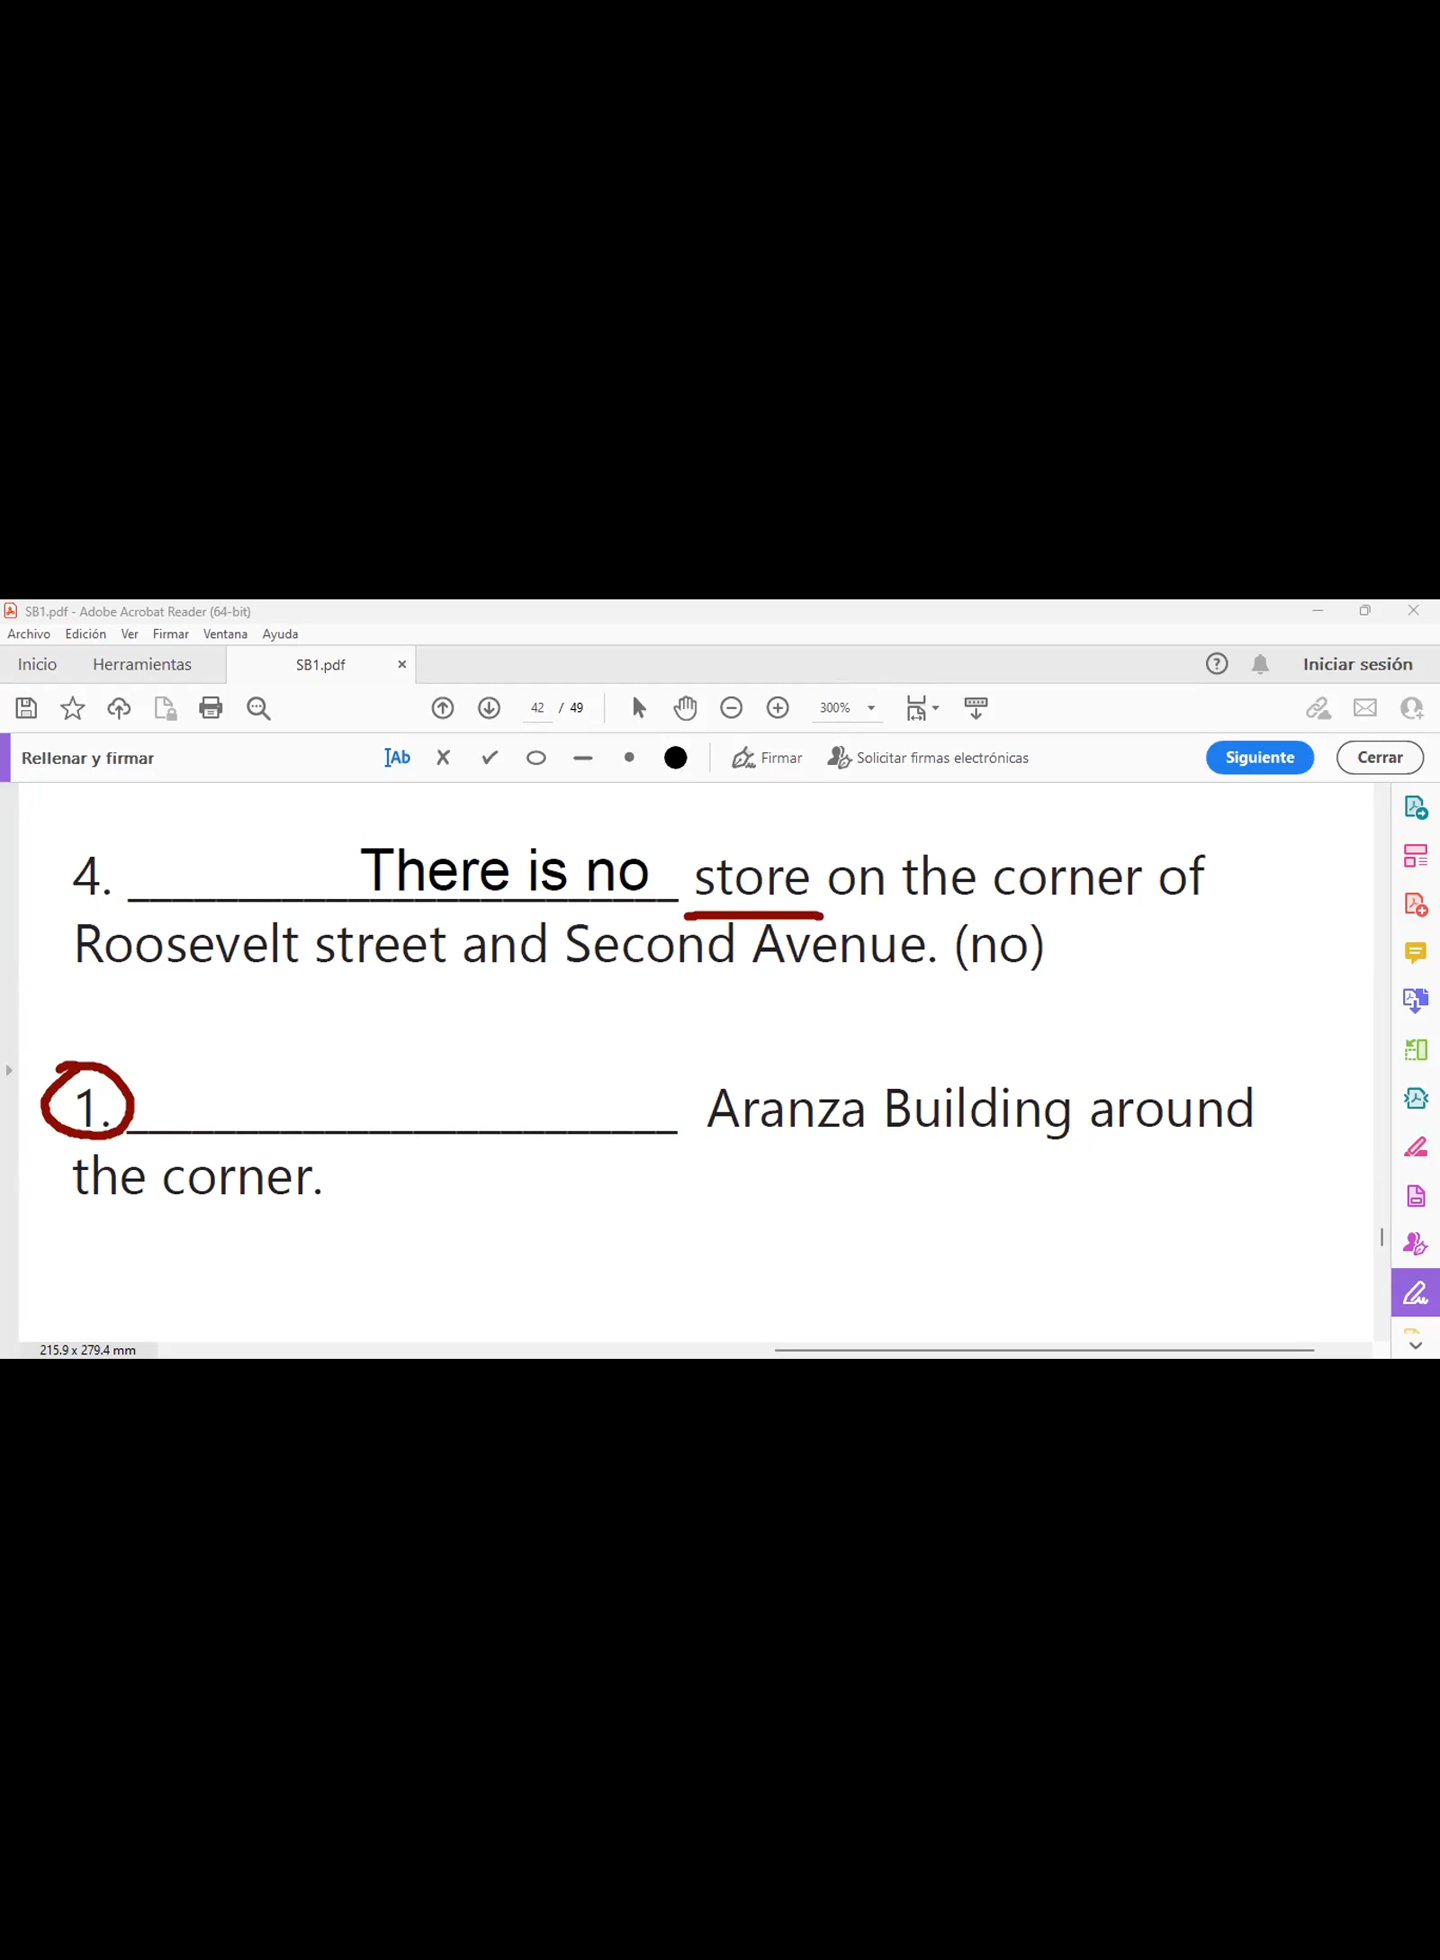 SB1.pdf - Adobe Acrobat Reader (64-bit)
Archivo Edición Ver Firmar Ventana Ayuda
Inicio Herramientas SB1.pdf Iniciar sesión
42 / 49 300%
Rellenar y firmar Ab Firmar Solicitar firmas electrónicas Siguiente Cerrar
4. There is no store on the corner of
Roosevelt street and Second Avenue. (no)
1. Aranza Building around
the corner.
215.9 x 279.4 mm